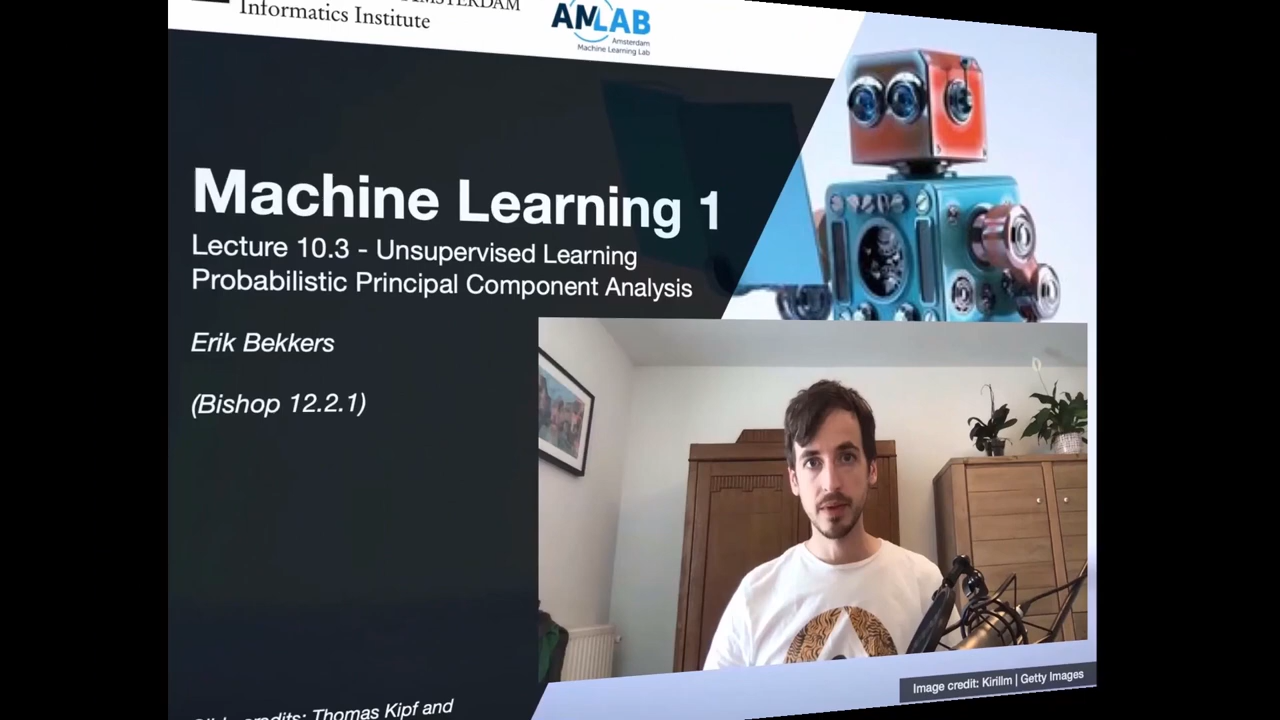 AMSTERDAM
Informatics Institute
AMLAB
Amsterdam
Machine Learning Lab
Machine Learning 1
Lecture 10.3 - Unsupervised Learning
Probabilistic Principal Component Analysis
Erik Bekkers
(Bishop 12.2.1)
credits: Thomas Kipf and
Image credit: Kirillm | Getty Images